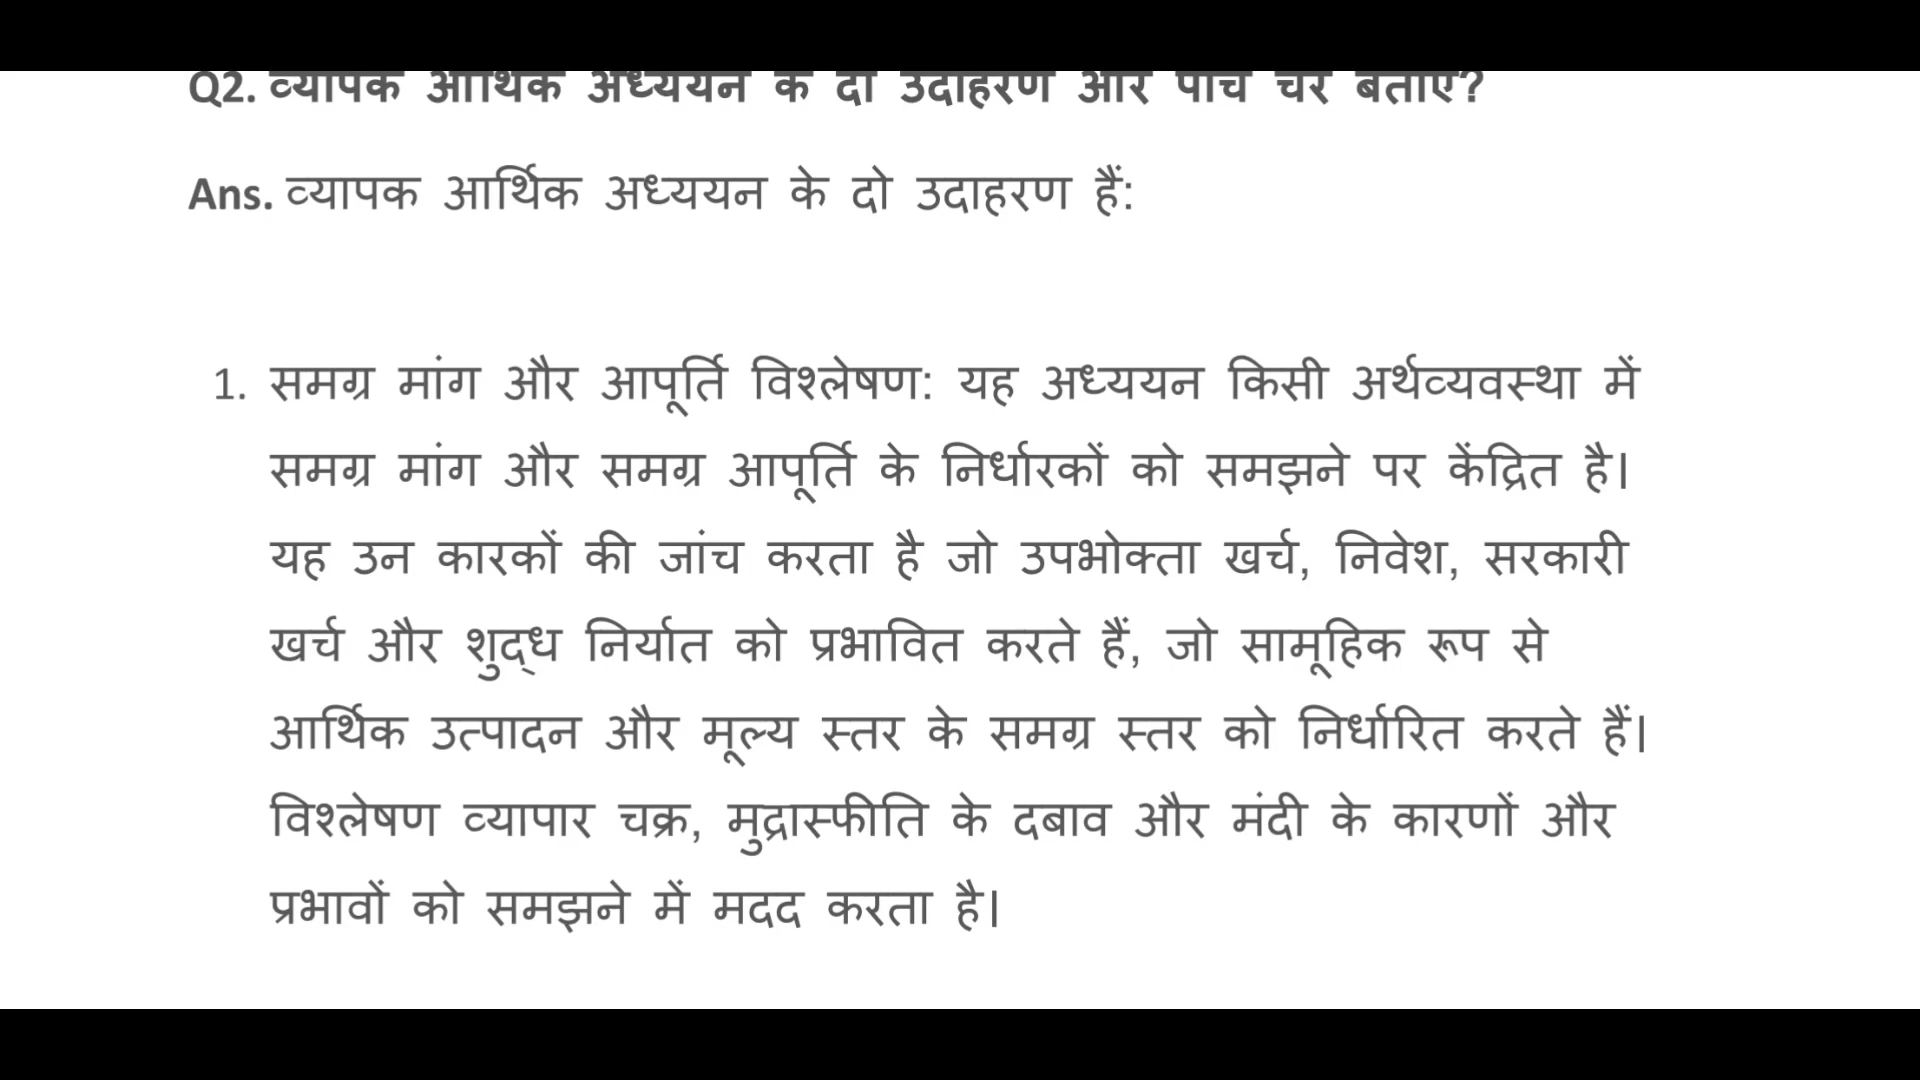 Q2. व्यापक आर्थिक अध्ययन के दो उदाहरण और पांच चर बताएं?
Ans. व्यापक आर्थिक अध्ययन के दो उदाहरण हैं:
1. समग्र मांग और आपूर्ति विश्लेषण: यह अध्ययन किसी अर्थव्यवस्था में
समग्र मांग और समग्र आपूर्ति के निर्धारकों को समझने पर केंद्रित है।
यह उन कारकों की जांच करता है जो उपभोक्ता खर्च, निवेश, सरकारी
खर्च और शुद्ध निर्यात को प्रभावित करते हैं, जो सामूहिक रूप से
आर्थिक उत्पादन और मूल्य स्तर के समग्र स्तर को निर्धारित करते हैं।
विश्लेषण व्यापार चक्र, मुद्रास्फीति के दबाव और मंदी के कारणों और
प्रभावों को समझने में मदद करता है।